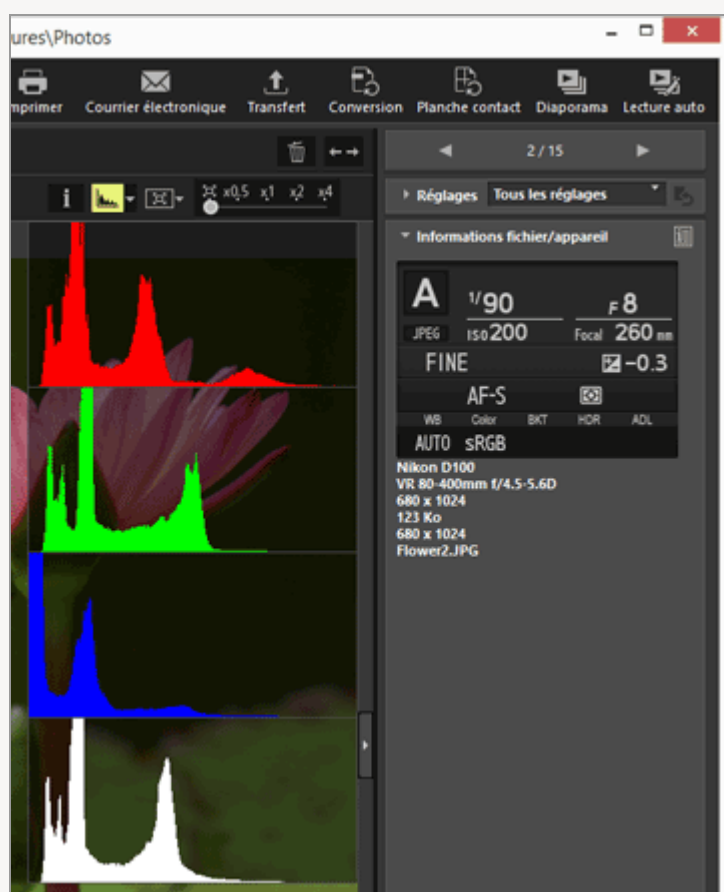 ures\Photos
mprimer Courrier électronique Transfert Conversion Planche contact Diaporama Lecture auto
2 / 15
i x0,5 x1 x2 x4
Réglages Tous les réglages
Informations fichier/appareil
A 1/90 F8
JPEG ISO 200 Focal 260 mm
FINE -0.3
AF-S
WB Color BKT HDR ADL
AUTO sRGB
Nikon D100
VR 80-400mm f/4.5-5.6D
680 x 1024
123 Ko
680 x 1024
Flower2.JPG